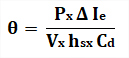 θ = Px Δ Ie
Vx hsx Cd